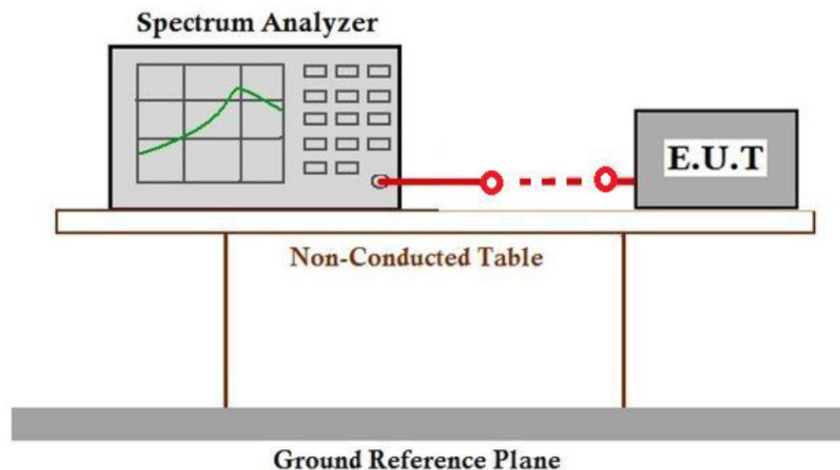 Spectrum Analyzer
E.U.T
Non-Conducted Table
Ground Reference Plane